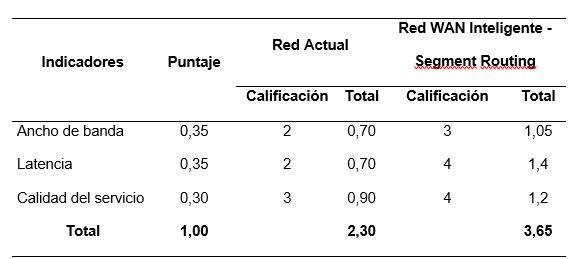 Red WAN Inteligente -
Red Actual
Indicadores Puntaje Segment Routing
Calificación Total Calificación Total
Ancho de banda 0,35 2 0,70 3 1,05
Latencia 0,35 2 0,70 4 1,4
Calidad del servicio 0,30 3 0,90 4 1,2
Total 1,00 2,30 3,65